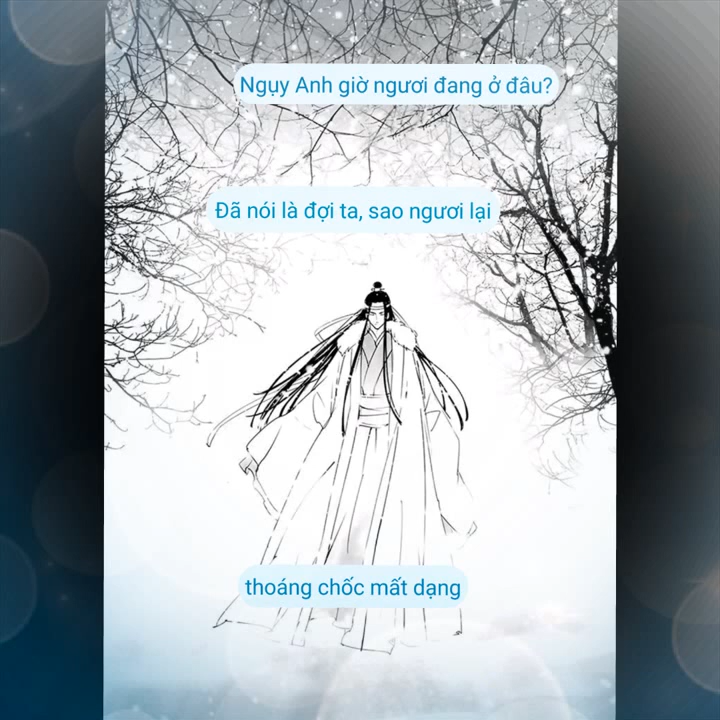 Ngụy Anh giờ ngươi đang ở đâu?
Đã nói là đợi ta, sao ngươi lại
thoáng chốc mất dạng